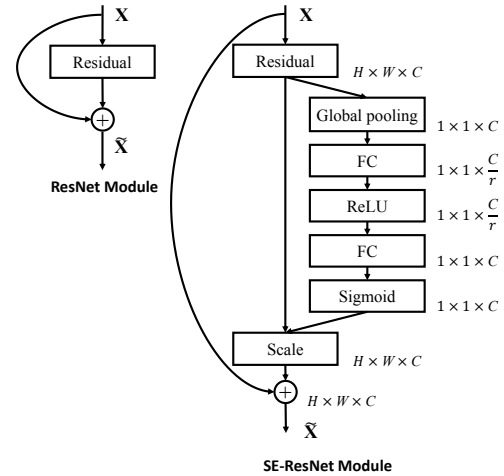 X
Residual
+
X̃
ResNet Module
X
Residual
H × W × C
Global pooling
1 × 1 × C
FC
1 × 1 × C/r
ReLU
1 × 1 × C/r
FC
1 × 1 × C
Sigmoid
1 × 1 × C
Scale
H × W × C
+
H × W × C
X̃
SE-ResNet Module